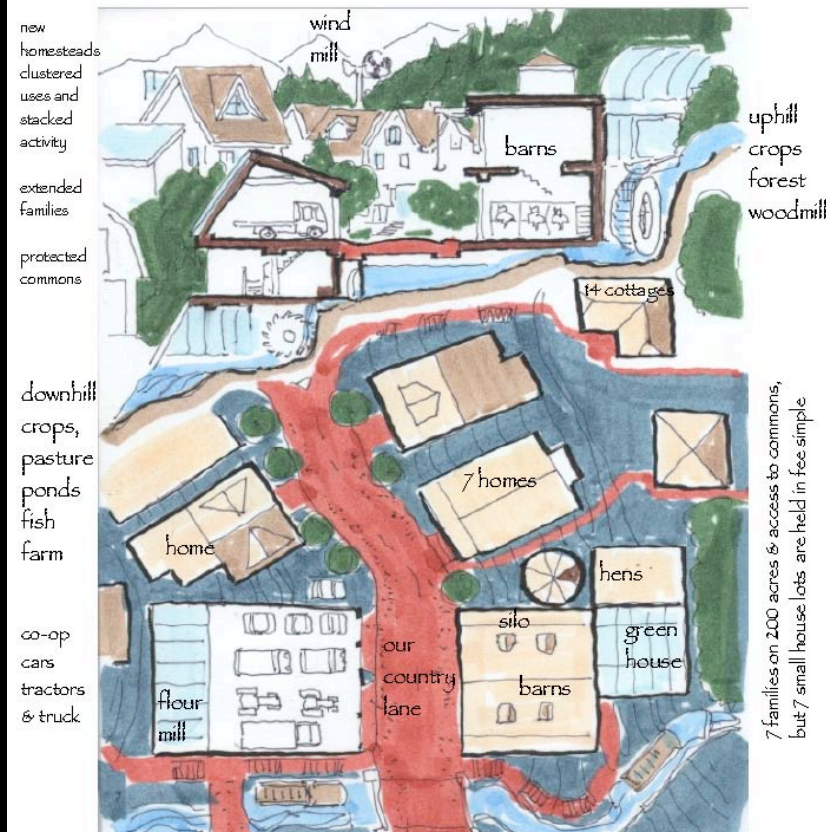 new
homesteads
clustered
uses and
stacked
activity
extended
families
protected
commons
downhill
crops,
pasture
ponds
fish
farm
co-op
cars
tractors
& truck
wind
mill
barns
uphill
crops
forest
woodmill
14 cottages
7 homes
home
hens
silo
green
house
barns
our
country
lane
flour
mill
7 families on 200 acres & access to commons,
but 7 small house lots are held in fee simple